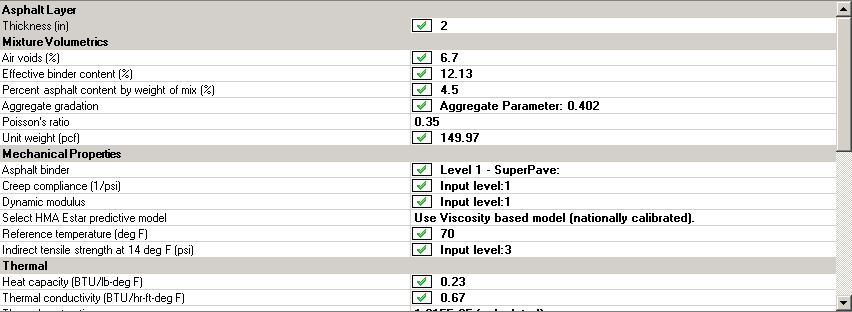 Asphalt Layer
Thickness (in) 2
Mixture Volumetrics
Air voids (%) 6.7
Effective binder content (%) 12.13
Percent asphalt content by weight of mix (%) 4.5
Aggregate gradation Aggregate Parameter: 0.402
Poisson's ratio 0.35
Unit weight (pcf) 149.97
Mechanical Properties
Asphalt binder Level 1 - SuperPave:
Creep compliance (1/psi) Input level:1
Dynamic modulus Input level:1
Select HMA Estar predictive model Use Viscosity based model (nationally calibrated).
Reference temperature (deg F) 70
Indirect tensile strength at 14 deg F (psi) Input level:3
Thermal
Heat capacity (BTU/lb-deg F) 0.23
Thermal conductivity (BTU/hr-ft-deg F) 0.67